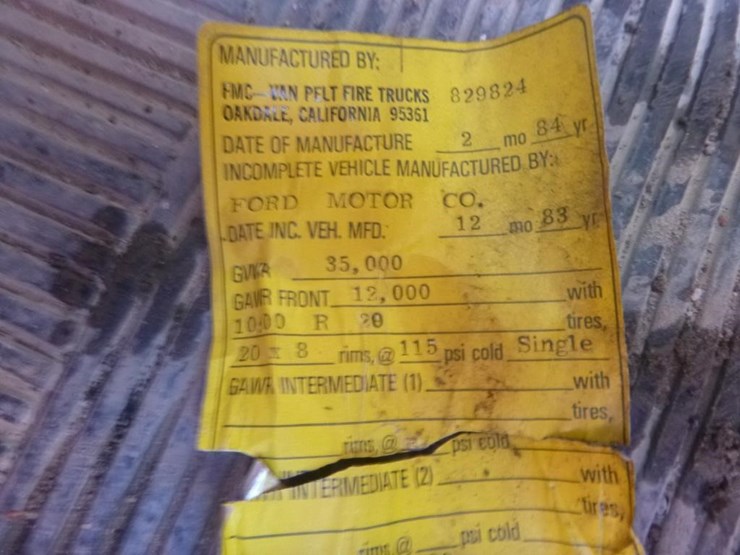 MANUFACTURED BY:
FMC-VAN PELT FIRE TRUCKS 829824
OAKDALE, CALIFORNIA 95361
DATE OF MANUFACTURE 2 mo 84 yr
INCOMPLETE VEHICLE MANUFACTURED BY:
FORD MOTOR CO.
DATE INC. VEH. MFD: 12 mo 83 yr
GVWR 35,000
GAWR FRONT 12,000 with
10:00 R 20 tires,
20 x 8 rims, @ 115 psi cold Single
GAWR INTERMEDIATE (1) with
tires,
rims, @ psi cold
INTERMEDIATE (2) with
tires,
rims @ psi cold